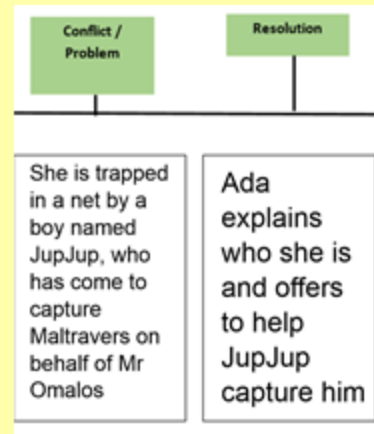 Conflict /
Problem
Resolution
She is trapped
in a net by a
boy named
JupJup, who
has come to
capture
Maltravers on
behalf of Mr
Omalos
Ada
explains
who she is
and offers
to help
JupJup
capture him